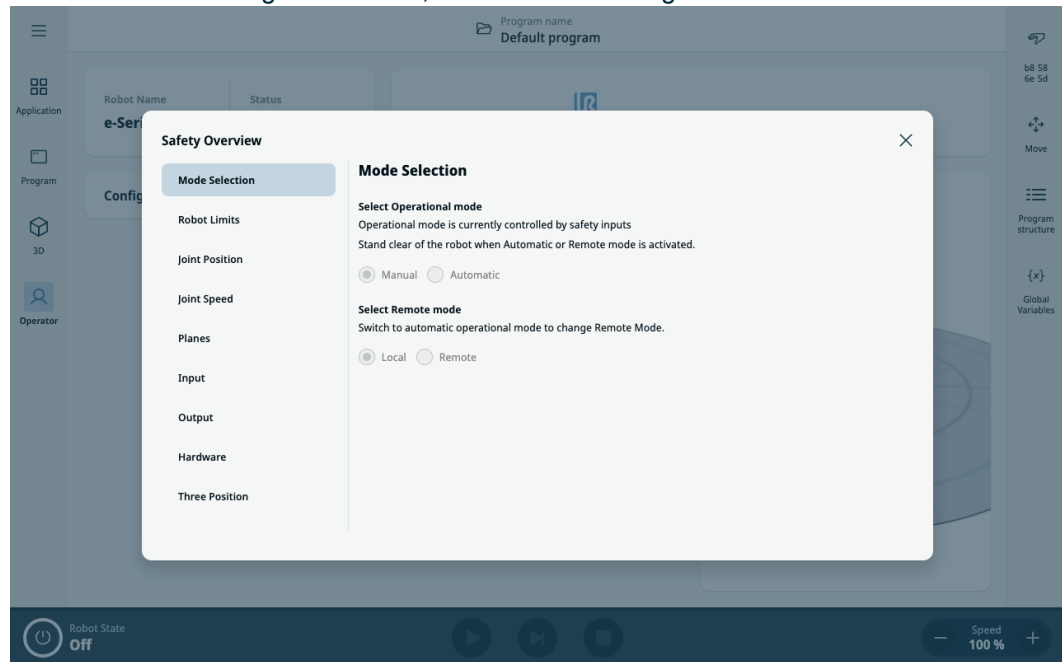 Program name
Default program
b8 58
6e 5d
Application
Robot Name
Status
e-Seri
Move
Safety Overview
Mode Selection
Mode Selection
Program
Config
Select Operational mode
Robot Limits
Operational mode is currently controlled by safety inputs
Program
structure
Stand clear of the robot when Automatic or Remote mode is activated.
3D
Joint Position
Manual
Automatic
{x}
Global
Variables
Joint Speed
Select Remote mode
Operator
Switch to automatic operational mode to change Remote Mode.
Planes
Local
Remote
Input
Output
Hardware
Three Position
Robot State
Off
Speed
100 %